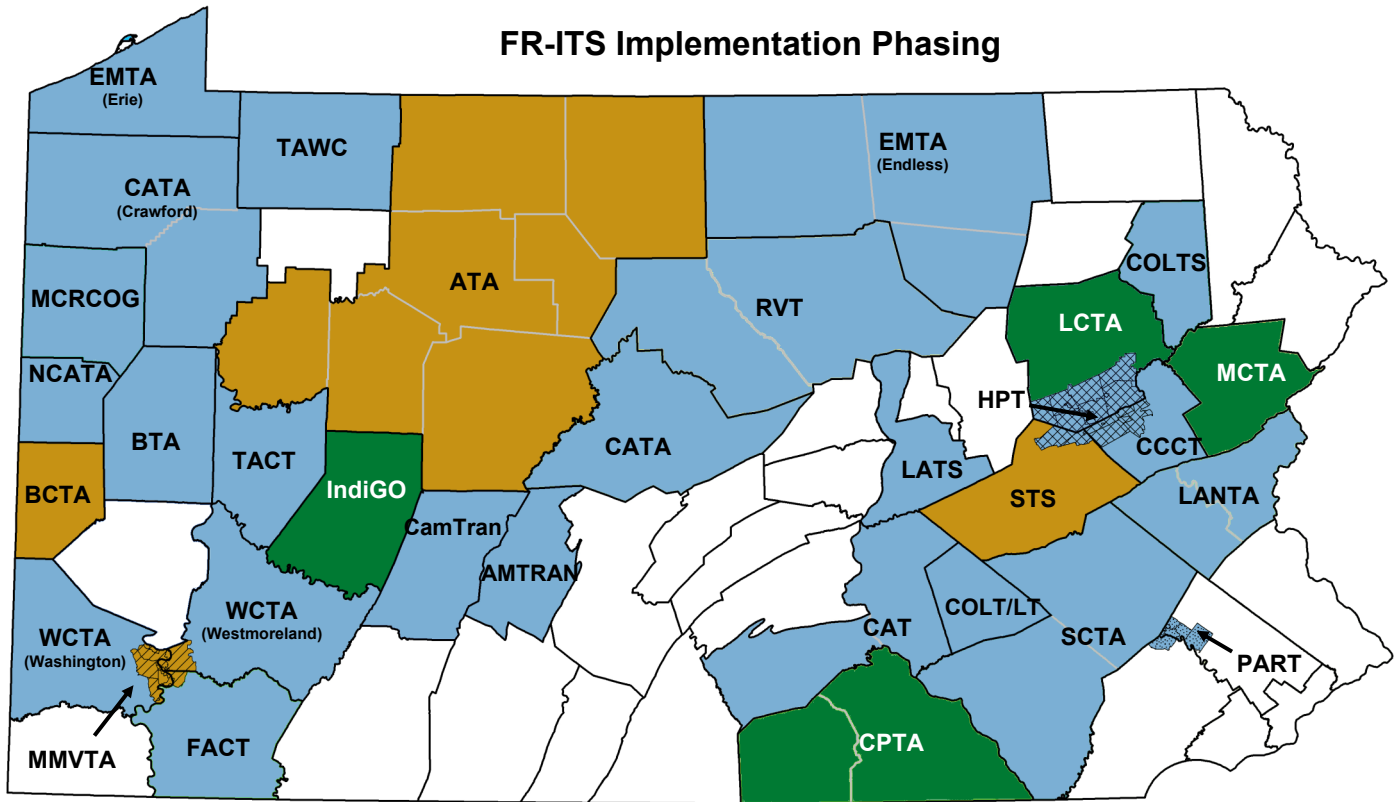 FR-ITS Implementation Phasing
EMTA
(Erie)
TAWC
EMTA
(Endless)
CATA
(Crawford)
COLTS
MCRCOG
ATA
RVT
LCTA
NCATA
MCTA
HPT
BTA
TACT
CATA
CCCT
LATS
BCTA
IndiGO
STS
LANTA
CamTran
AMTRAN
WCTA
(Westmoreland)
COLT/LT
WCTA
(Washington)
CAT
SCTA
PART
MMVTA
FACT
CPTA